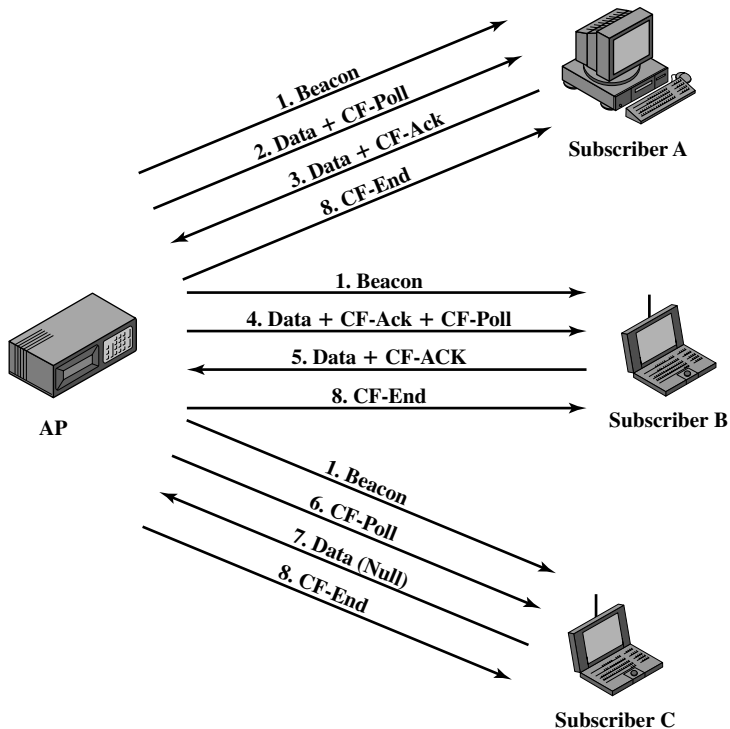 1. Beacon
2. Data + CF-Poll
3. Data + CF-Ack
8. CF-End
Subscriber A
1. Beacon
4. Data + CF-Ack + CF-Poll
5. Data + CF-ACK
8. CF-End
Subscriber B
AP
1. Beacon
6. CF-Poll
7. Data (Null)
8. CF-End
Subscriber C